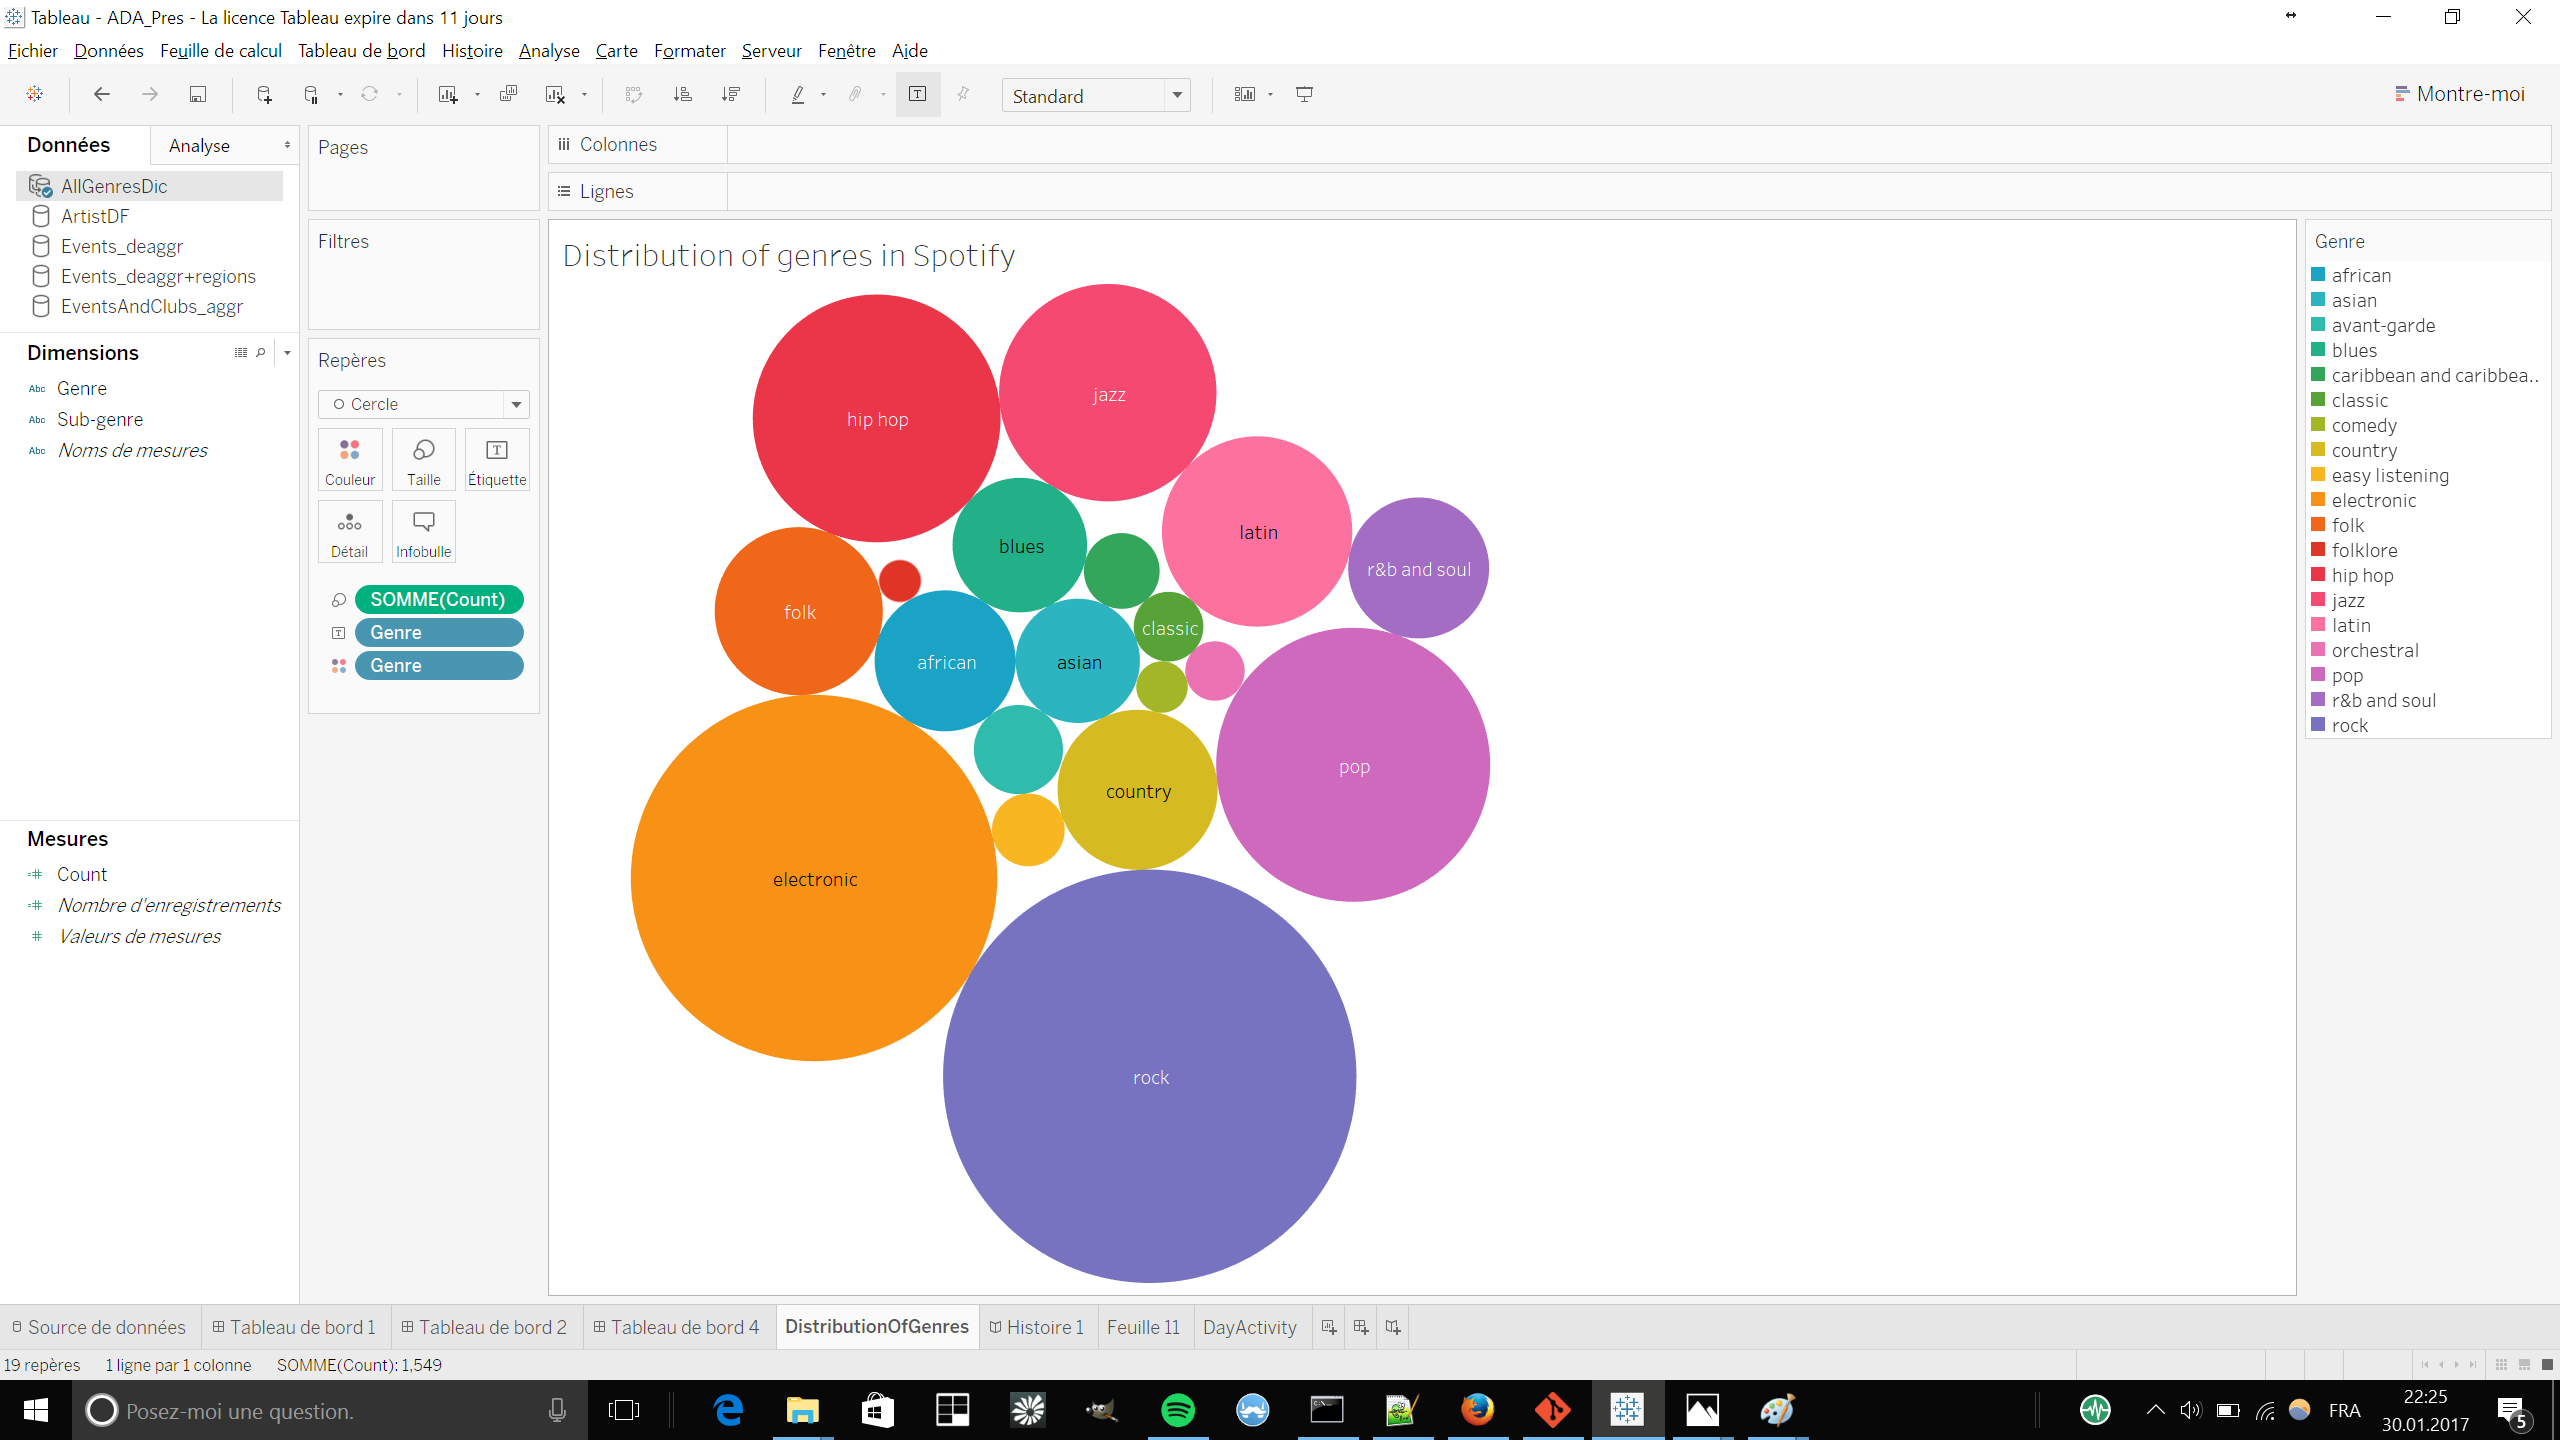 Tableau - ADA_Pres - La licence Tableau expire dans 11 jours
Fichier Données Feuille de calcul Tableau de bord Histoire Analyse Carte Formater Serveur Fenêtre Aide
Standard
Montre-moi
Données Analyse
AllGenresDic
ArtistDF
Events_deaggr
Events_deaggr+regions
EventsAndClubs_aggr
Dimensions
Abc Genre
Abc Sub-genre
Abc Noms de mesures
Mesures
Count
Nombre d'enregistrements
Valeurs de mesures
Pages
Filtres
Repères
Cercle
Couleur Taille Étiquette
Détail Infobulle
SOMME(Count)
Genre
Genre
Colonnes
Lignes
Distribution of genres in Spotify
jazz
hip hop
latin
blues
r&b and soul
folk
classic
african
asian
pop
country
electronic
rock
Genre
african
asian
avant-garde
blues
caribbean and caribbea..
classic
comedy
country
easy listening
electronic
folk
folklore
hip hop
jazz
latin
orchestral
pop
r&b and soul
rock
Source de données Tableau de bord 1 Tableau de bord 2 Tableau de bord 4 DistributionOfGenres Histoire 1 Feuille 11 DayActivity
19 repères 1 ligne par 1 colonne SOMME(Count): 1,549
Posez-moi une question.
FRA
22:25
30.01.2017
5